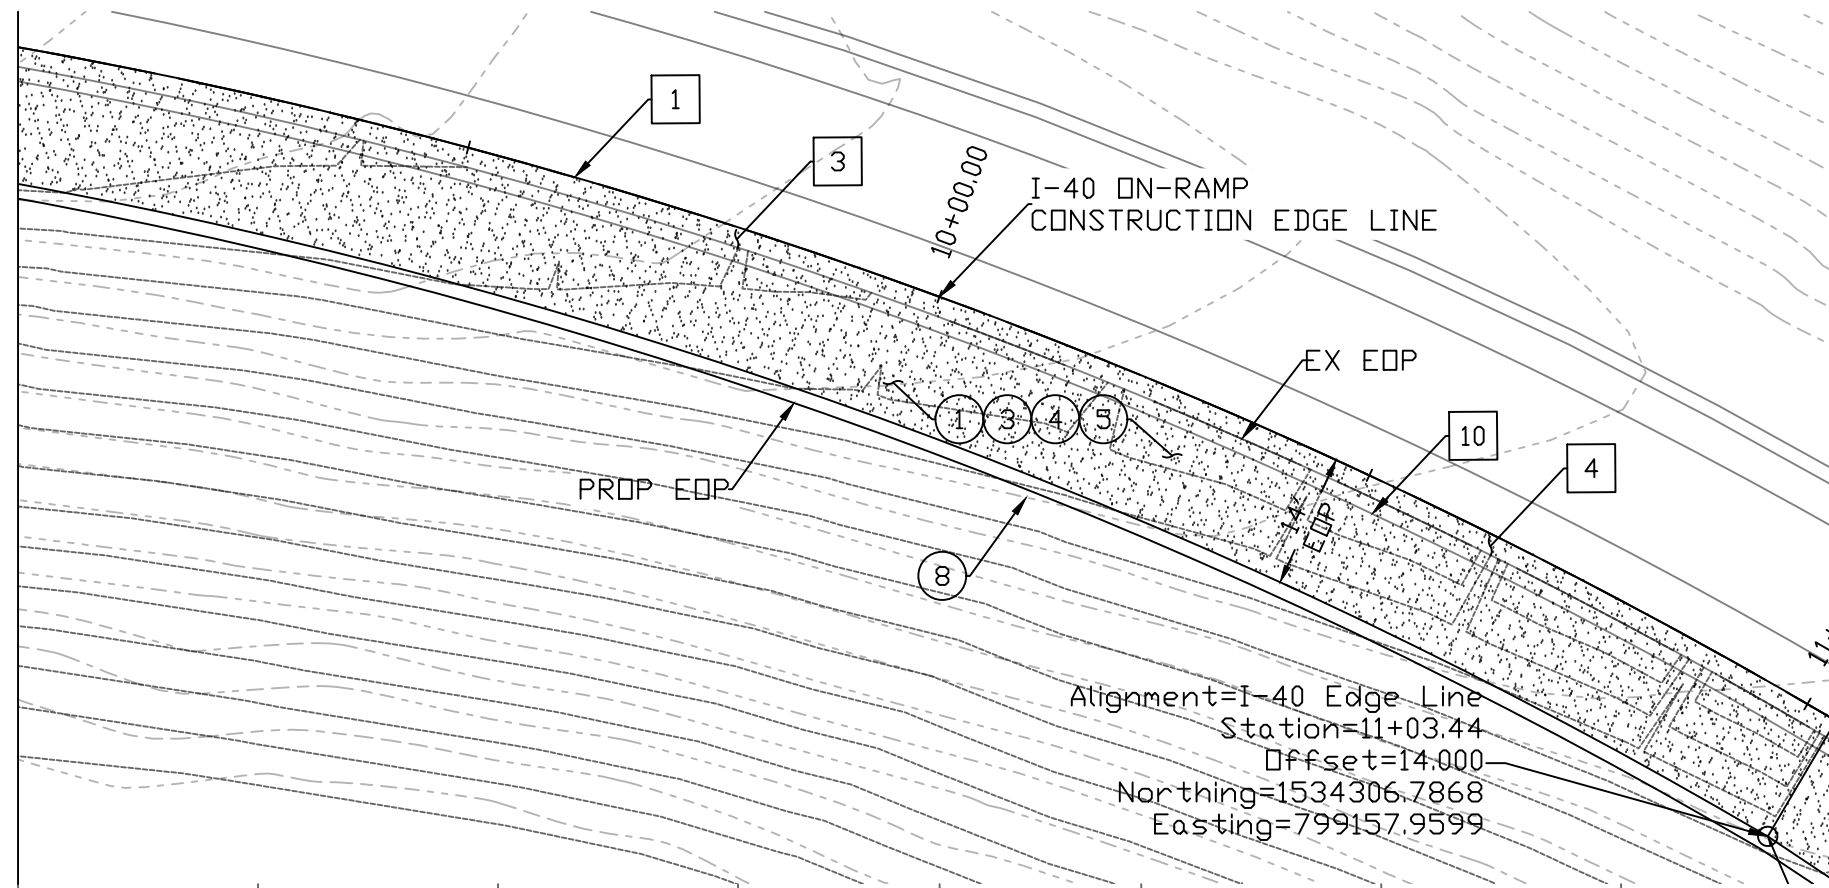 1
3
10+00.00
I-40 ON-RAMP
CONSTRUCTION EDGE LINE
EX EOP
10
4
1 3 4 5
PROP EOP
14'
EOP
8
11
Alignment=I-40 Edge Line
Station=11+03.44
Offset=14.000
Northing=1534306.7868
Easting=799157.9599